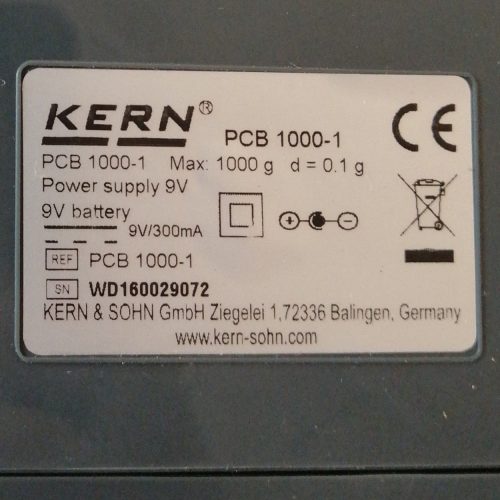 KERN®
PCB 1000-1
CE
PCB 1000-1 Max: 1000 g d = 0.1 g
Power supply 9V
9V battery
9V/300mA
REF PCB 1000-1
SN WD160029072
KERN & SOHN GmbH Ziegelei 1,72336 Balingen, Germany
www.kern-sohn.com